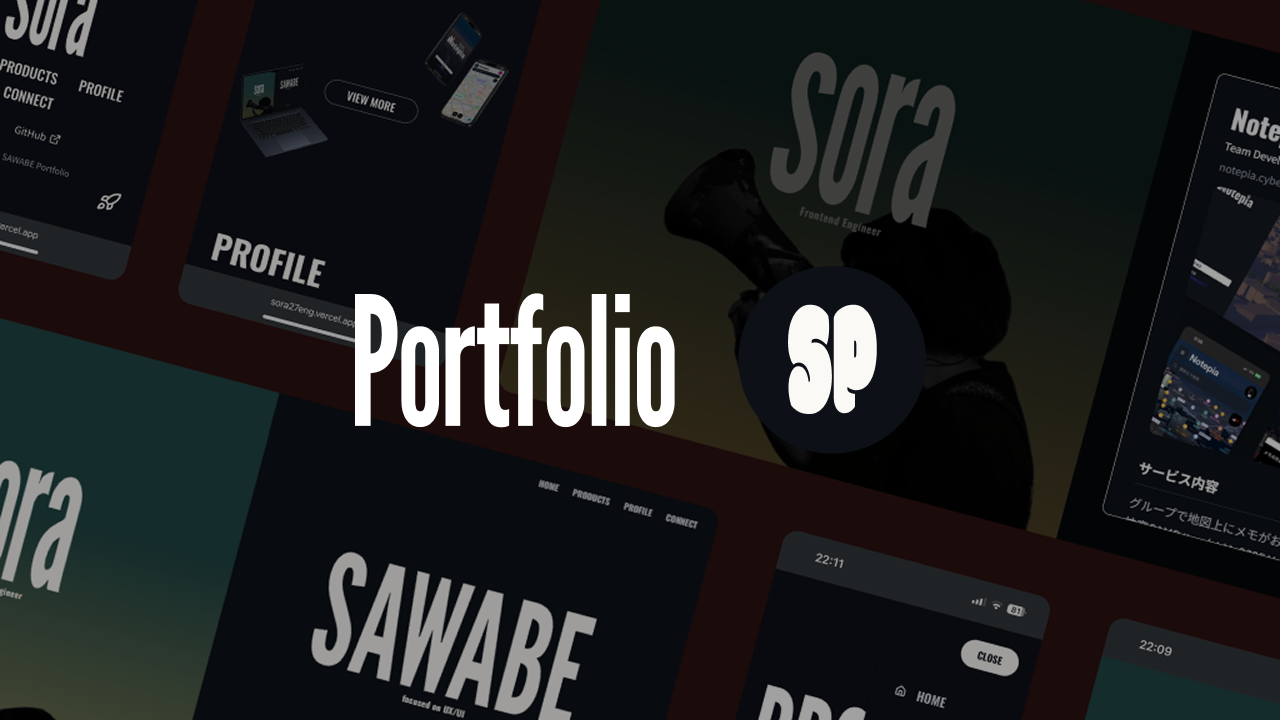 sora
PRODUCTS PROFILE
CONNECT
GitHub
SAWABE Portfolio
vercel.app
SORA SAWABE
Notepia
VIEW MORE
PROFILE
sora27eng.vercel.app
sora
Frontend Engineer
Team
notepia
サービス内容
グループで地図上にメモがお
Notepia
Portfolio
SP
ora
HOME PRODUCTS PROFILE CONNECT
SAWABE
focused on UX/UI
22:11
81
CLOSE
HOME
22:09